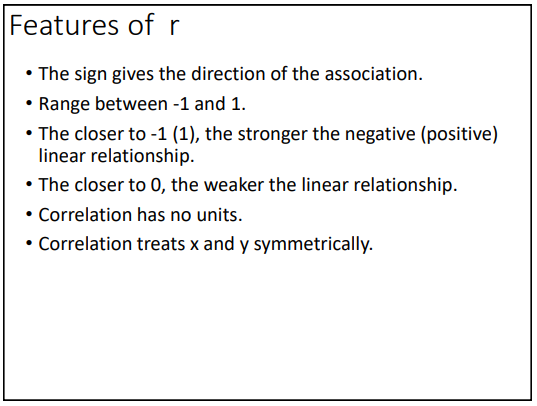 Features of r
• The sign gives the direction of the association.
• Range between -1 and 1.
• The closer to -1 (1), the stronger the negative (positive)
linear relationship.
• The closer to 0, the weaker the linear relationship.
• Correlation has no units.
• Correlation treats x and y symmetrically.